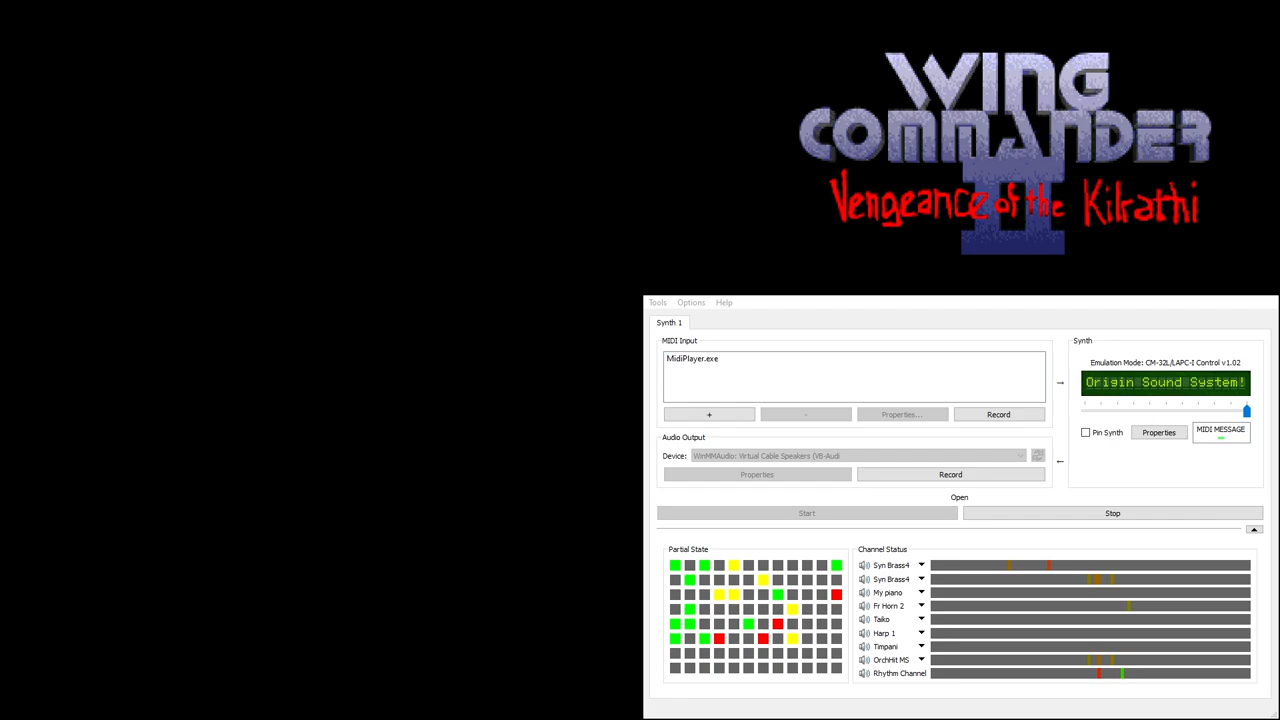 WING
COMMANDER
II
Vengeance of the Kilrathi
Tools Options Help
Synth 1
MIDI Input
MidiPlayer.exe
+ - Properties... Record
Audio Output
Device: WinMMAudio: Virtual Cable Speakers (VB-Audi
Properties Record
Synth
Emulation Mode: CM-32L/LAPC-I Control v1.02
Origin Sound System!
Pin Synth Properties MIDI MESSAGE
Open
Start Stop
Partial State
Channel Status
Syn Brass4
Syn Brass4
My piano
Fr Horn 2
Taiko
Harp 1
Timpani
OrchHit MS
Rhythm Channel